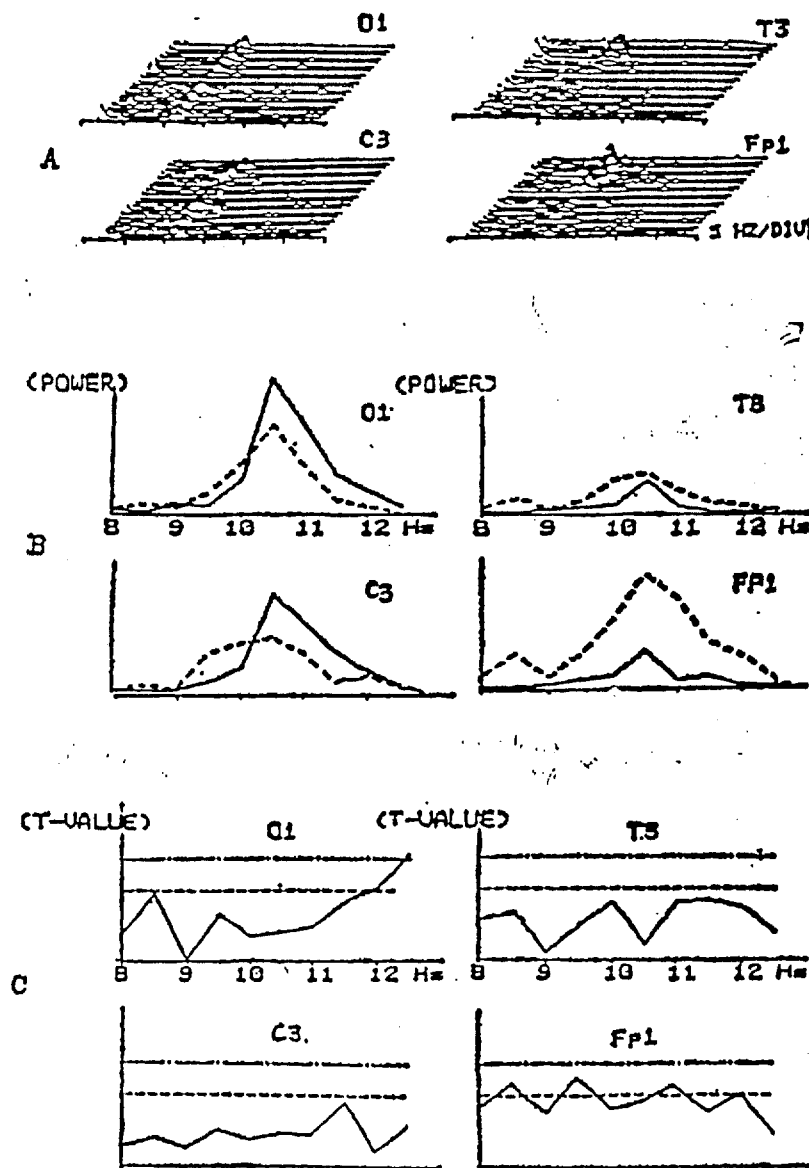 O1 T3
A C3 Fp1
5 HZ/DIV
(POWER) (POWER)
O1 T3
8 9 10 11 12 Hz 8 9 10 11 12 Hz
B
C3 FP1
(T-VALUE) (T-VALUE)
O1 T3
8 9 10 11 12 Hz 8 9 10 11 12 Hz
C
C3. Fp1